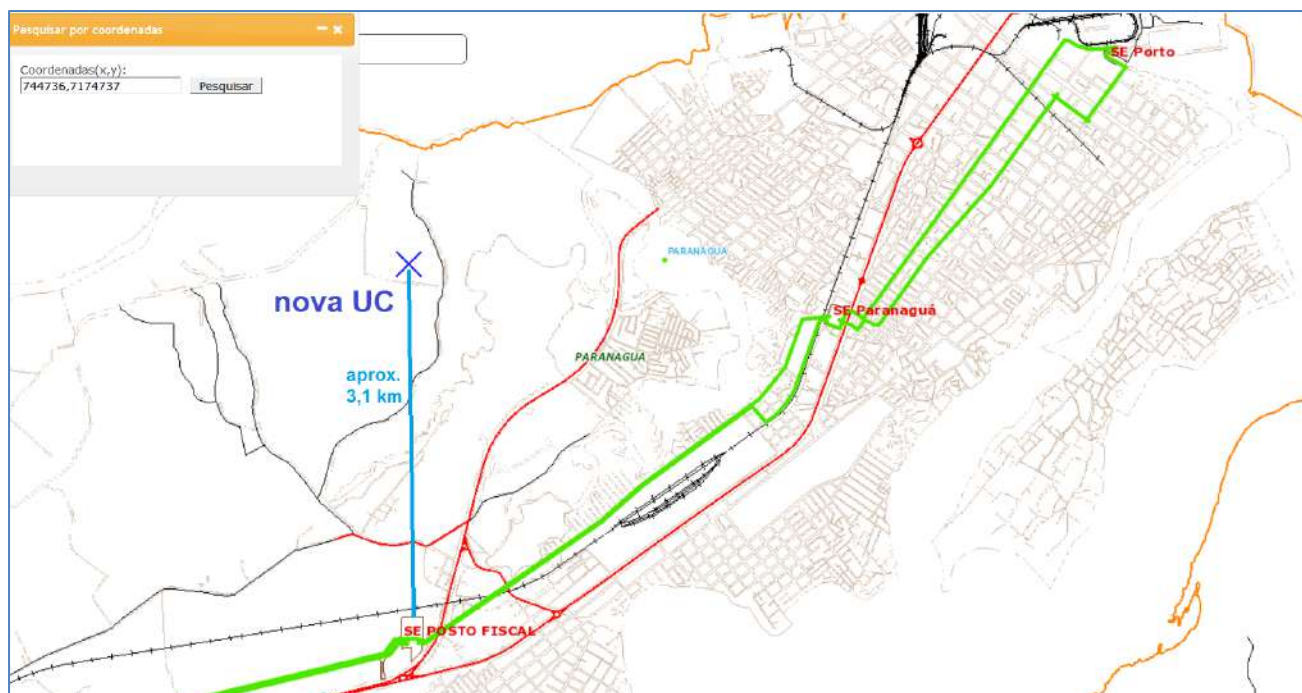 Pesquisar por coordenadas
Coordenadas(x,y):
744736,7174737 Pesquisar
SE Porto
PARANAGUA
nova UC
SE Paranaguá
PARANAGUA
aprox.
3,1 km
SE POSTO FISCAL